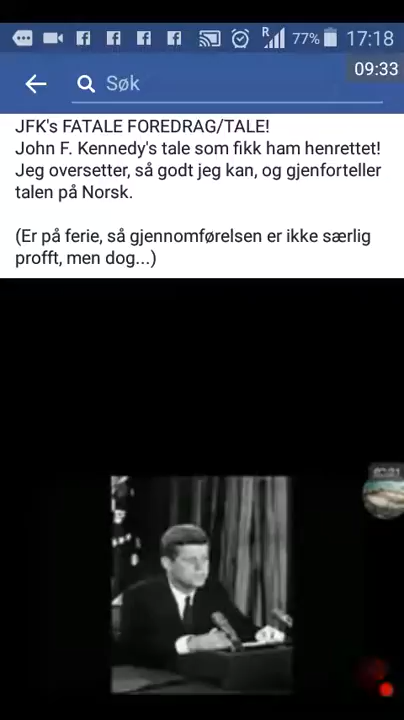 R 77% 17:18
09:33
Søk
JFK's FATALE FOREDRAG/TALE!
John F. Kennedy's tale som fikk ham henrettet!
Jeg oversetter, så godt jeg kan, og gjenforteller
talen på Norsk.
(Er på ferie, så gjennomførelsen er ikke særlig
profft, men dog...)